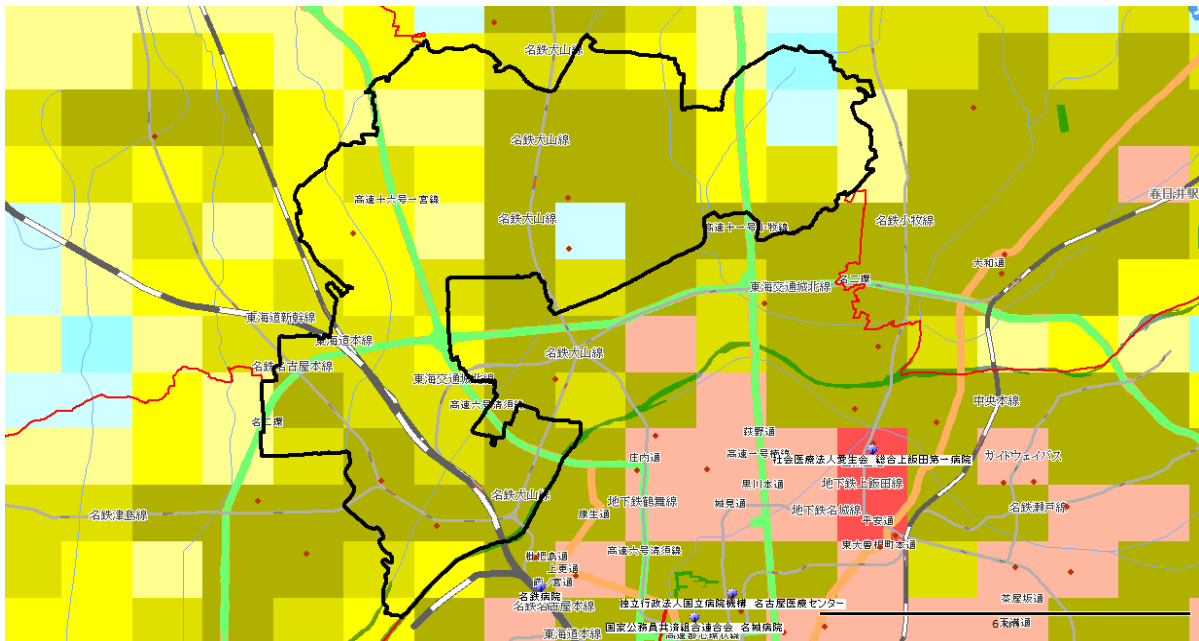 名鉄犬山線
名鉄犬山線
高速十六号一宮線
名鉄犬山線
高速十一号小牧線
名鉄小牧線
春日井駅
大和通
名二環
東海交通城北線
東海道新幹線
東海道本線
名鉄名古屋本線
名鉄犬山線
東海交通城北線
高速六号清須線
名二環
中央本線
萩野通
庄内通
高速一号楠線
社会医療法人愛生会 総合上飯田第一病院
ガイドウェイバス
黒川本通
地下鉄上飯田線
名鉄犬山線
地下鉄鶴舞線
城見通
地下鉄名城線
名鉄瀬戸線
名鉄津島線
康生通
平安通
高速六号清須線
東大曽根町本通
枇杷島通
上更通
名鉄病院
独立行政法人国立病院機構 名古屋医療センター
茶屋坂通
名鉄名古屋本線
国家公務員共済組合連合会 名城病院
東海道本線